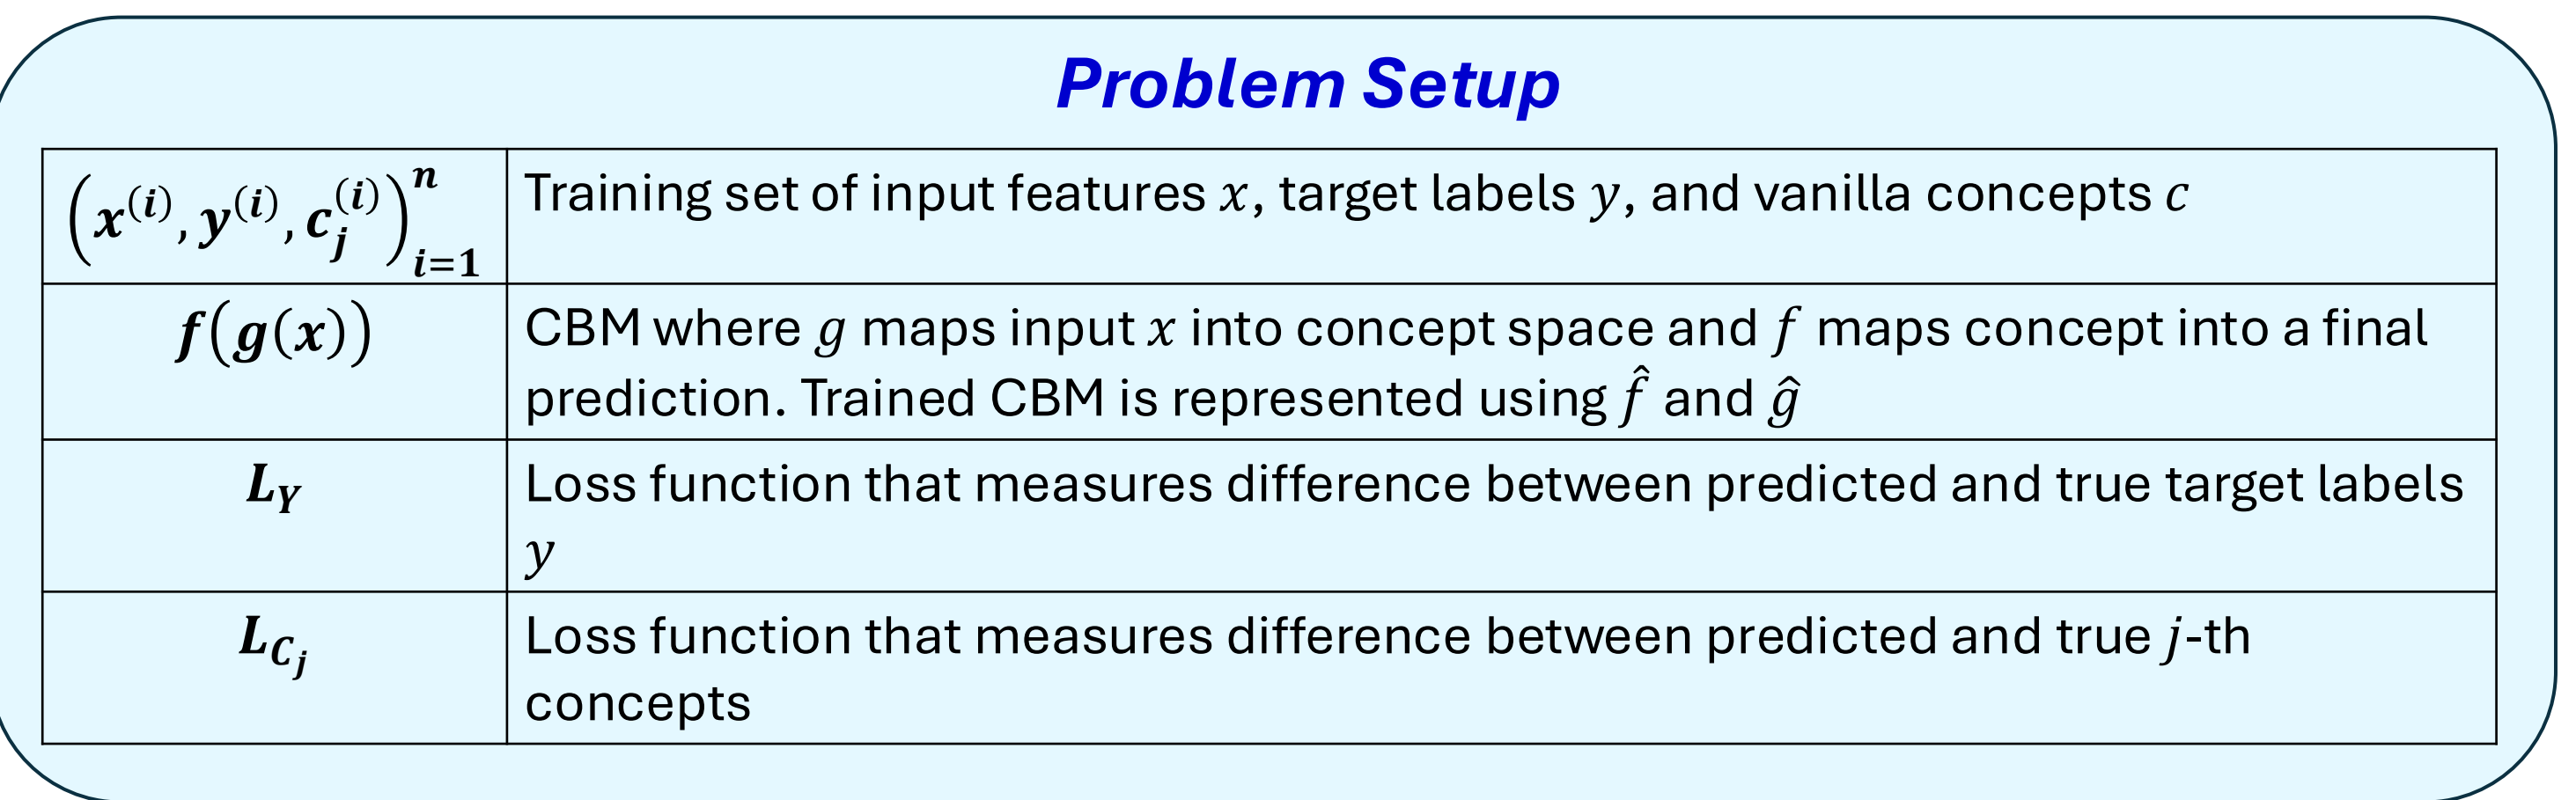 Problem Setup
(x^(i), y^(i), c_j^(i))_{i=1}^n
Training set of input features x, target labels y, and vanilla concepts c
f(g(x))
CBM where g maps input x into concept space and f maps concept into a final
prediction. Trained CBM is represented using f̂ and ĝ
L_Y
Loss function that measures difference between predicted and true target labels
y
L_{C_j}
Loss function that measures difference between predicted and true j-th
concepts